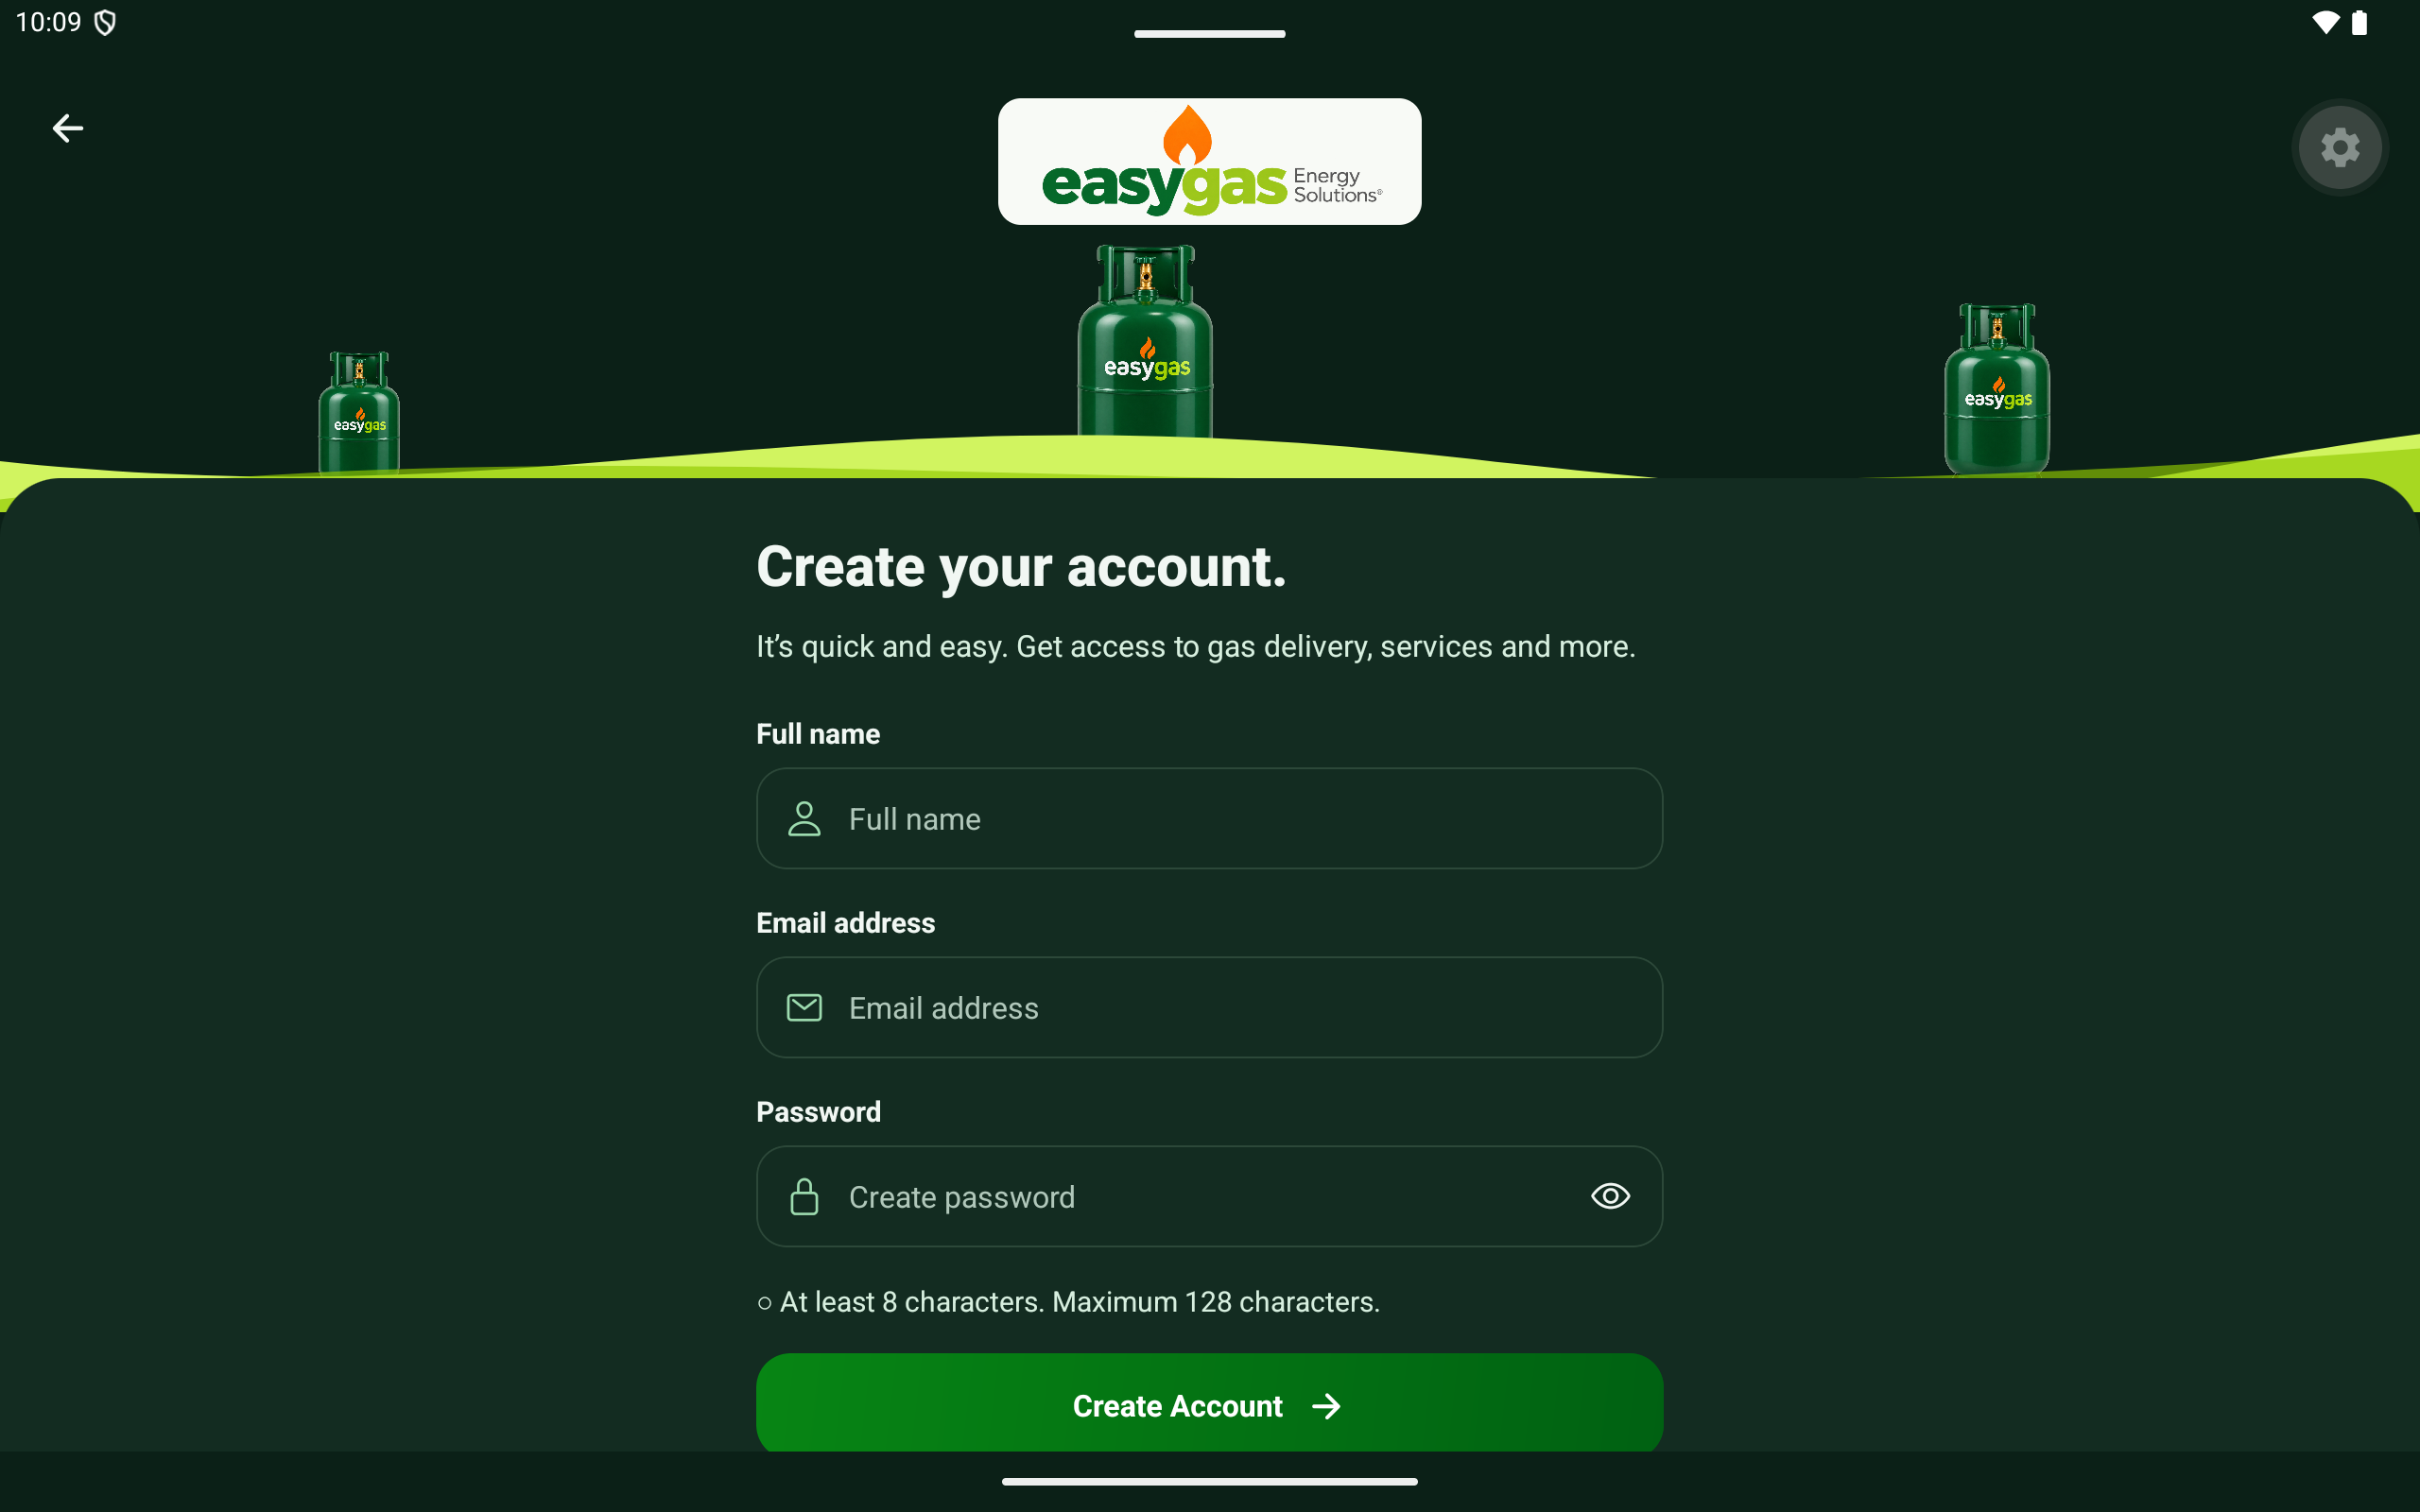 10:09
easygas Energy Solutions®
easygas
easygas
easygas
Create your account.
It’s quick and easy. Get access to gas delivery, services and more.
Full name
Full name
Email address
Email address
Password
Create password
○ At least 8 characters. Maximum 128 characters.
Create Account →